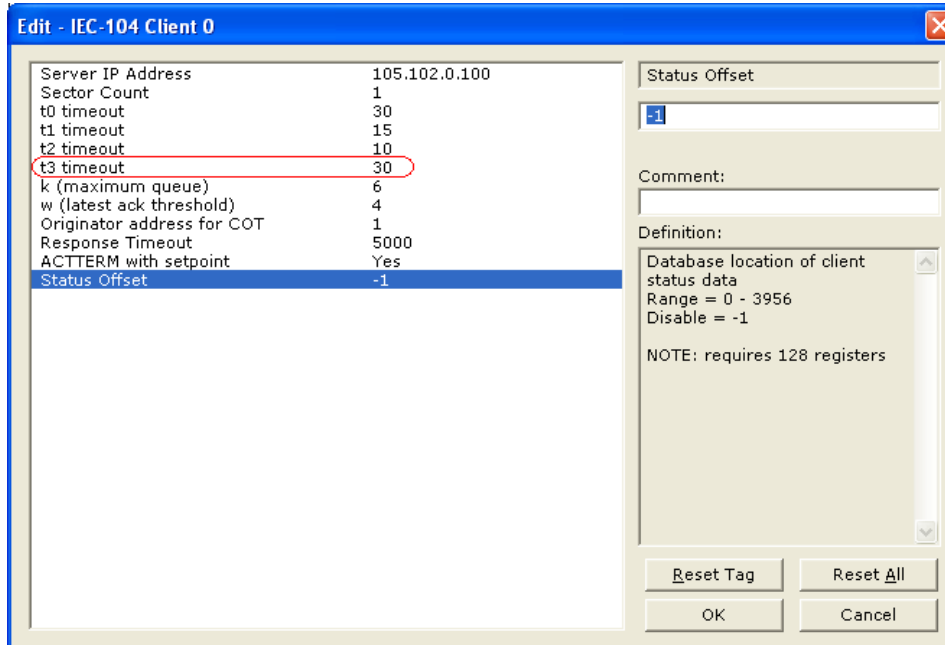 Edit - IEC-104 Client 0
Server IP Address 105.102.0.100
Sector Count 1
t0 timeout 30
t1 timeout 15
t2 timeout 10
t3 timeout 30
k (maximum queue) 6
w (latest ack threshold) 4
Originator address for COT 1
Response Timeout 5000
ACTTERM with setpoint Yes
Status Offset -1
Status Offset
-1
Comment:
Definition:
Database location of client
status data
Range = 0 - 3956
Disable = -1
NOTE: requires 128 registers
Reset Tag
Reset All
OK
Cancel